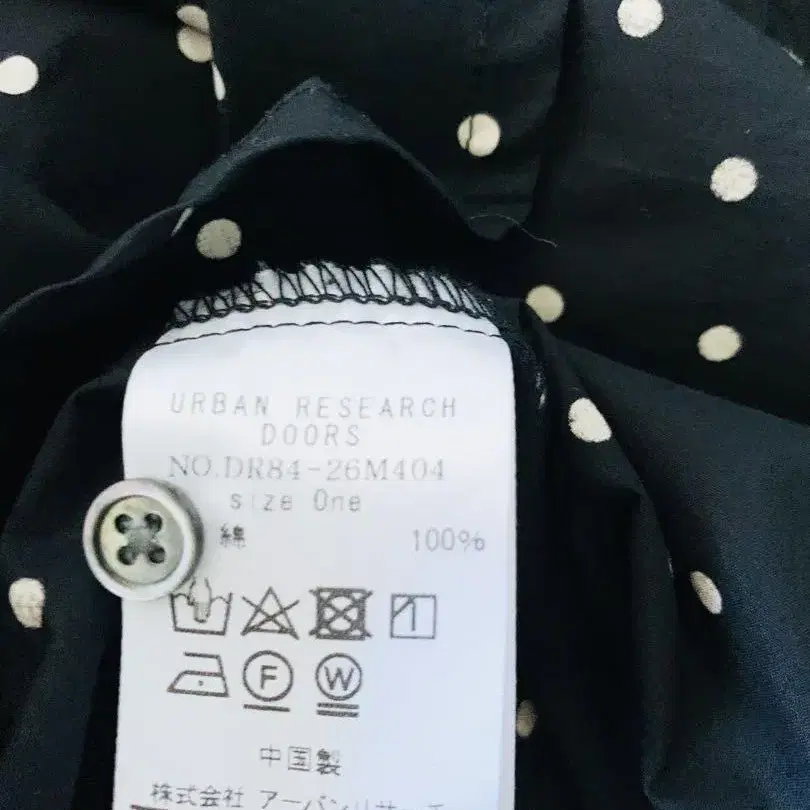 URBAN RESEARCH
DOORS
NO.DR84-26M404
size One
綿 100%
F W
中国製
株式会社 アーバンリサーチ